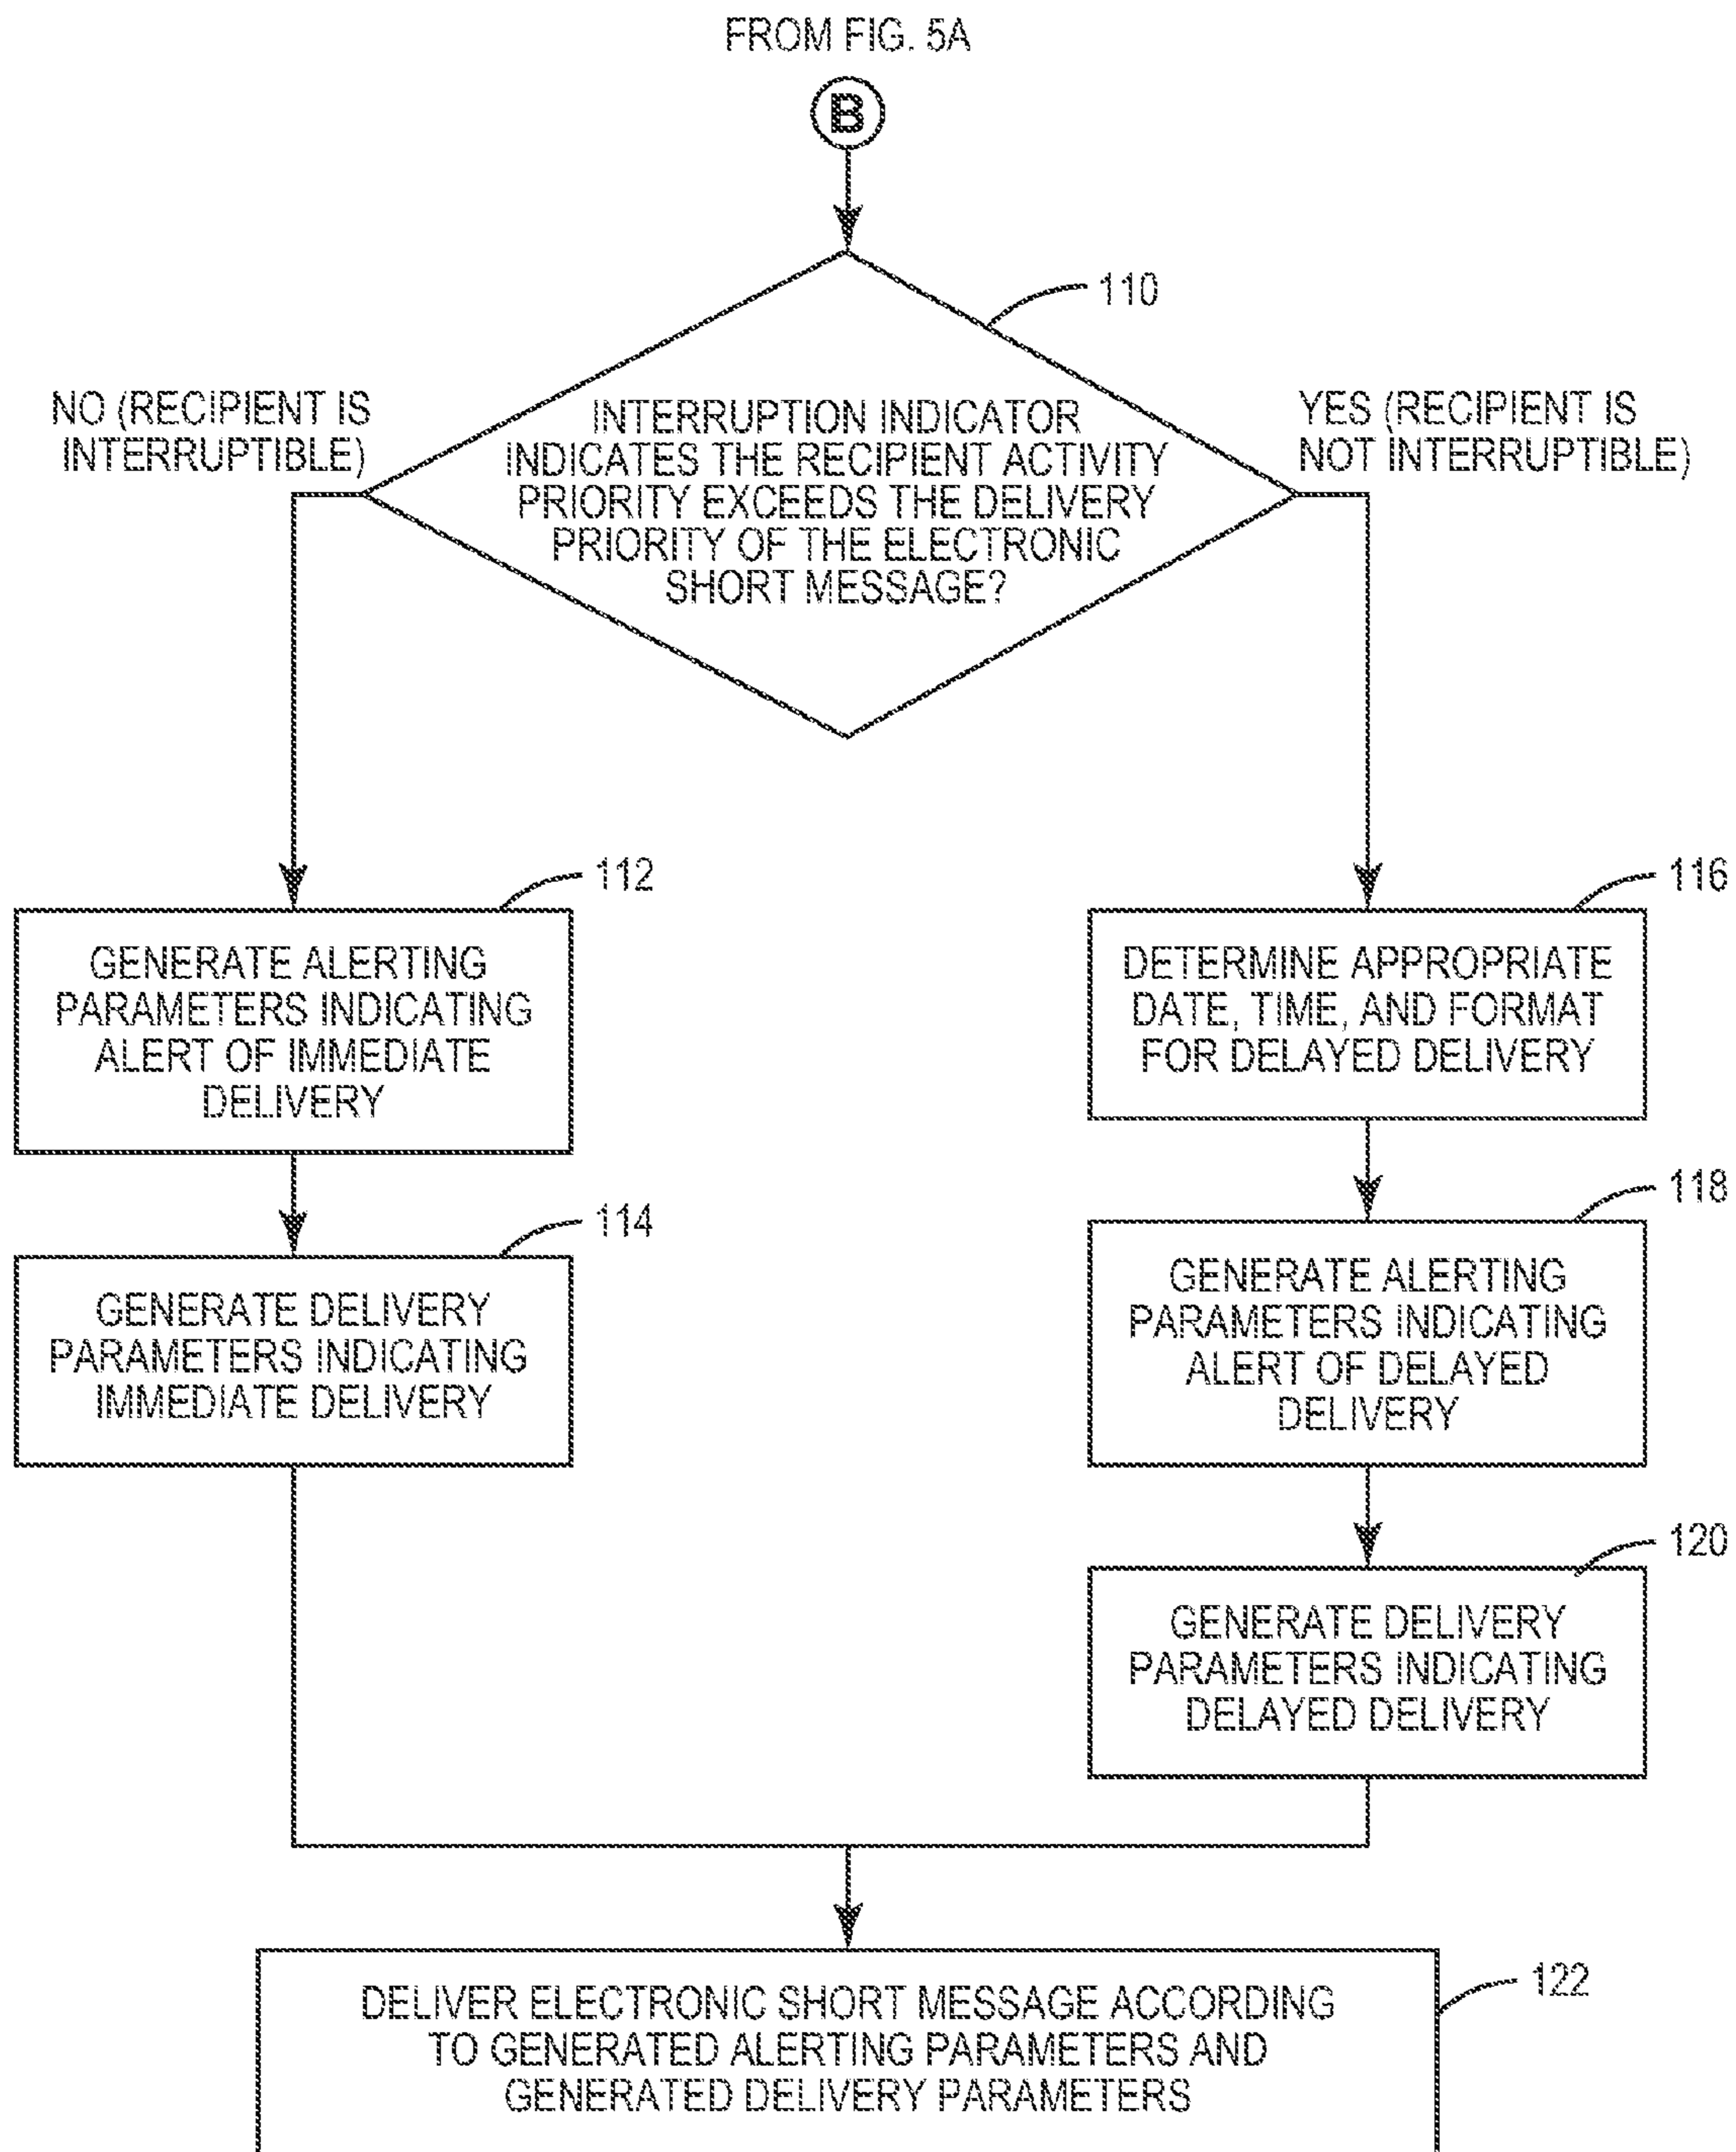 FROM FIG. 5A
B
110
NO (RECIPIENT IS
INTERRUPTIBLE)
INTERRUPTION INDICATOR
INDICATES THE RECIPIENT ACTIVITY
PRIORITY EXCEEDS THE DELIVERY
PRIORITY OF THE ELECTRONIC
SHORT MESSAGE?
YES (RECIPIENT IS
NOT INTERRUPTIBLE)
112
GENERATE ALERTING
PARAMETERS INDICATING
ALERT OF IMMEDIATE
DELIVERY
114
GENERATE DELIVERY
PARAMETERS INDICATING
IMMEDIATE DELIVERY
116
DETERMINE APPROPRIATE
DATE, TIME, AND FORMAT
FOR DELAYED DELIVERY
118
GENERATE ALERTING
PARAMETERS INDICATING
ALERT OF DELAYED
DELIVERY
120
GENERATE DELIVERY
PARAMETERS INDICATING
DELAYED DELIVERY
122
DELIVER ELECTRONIC SHORT MESSAGE ACCORDING
TO GENERATED ALERTING PARAMETERS AND
GENERATED DELIVERY PARAMETERS